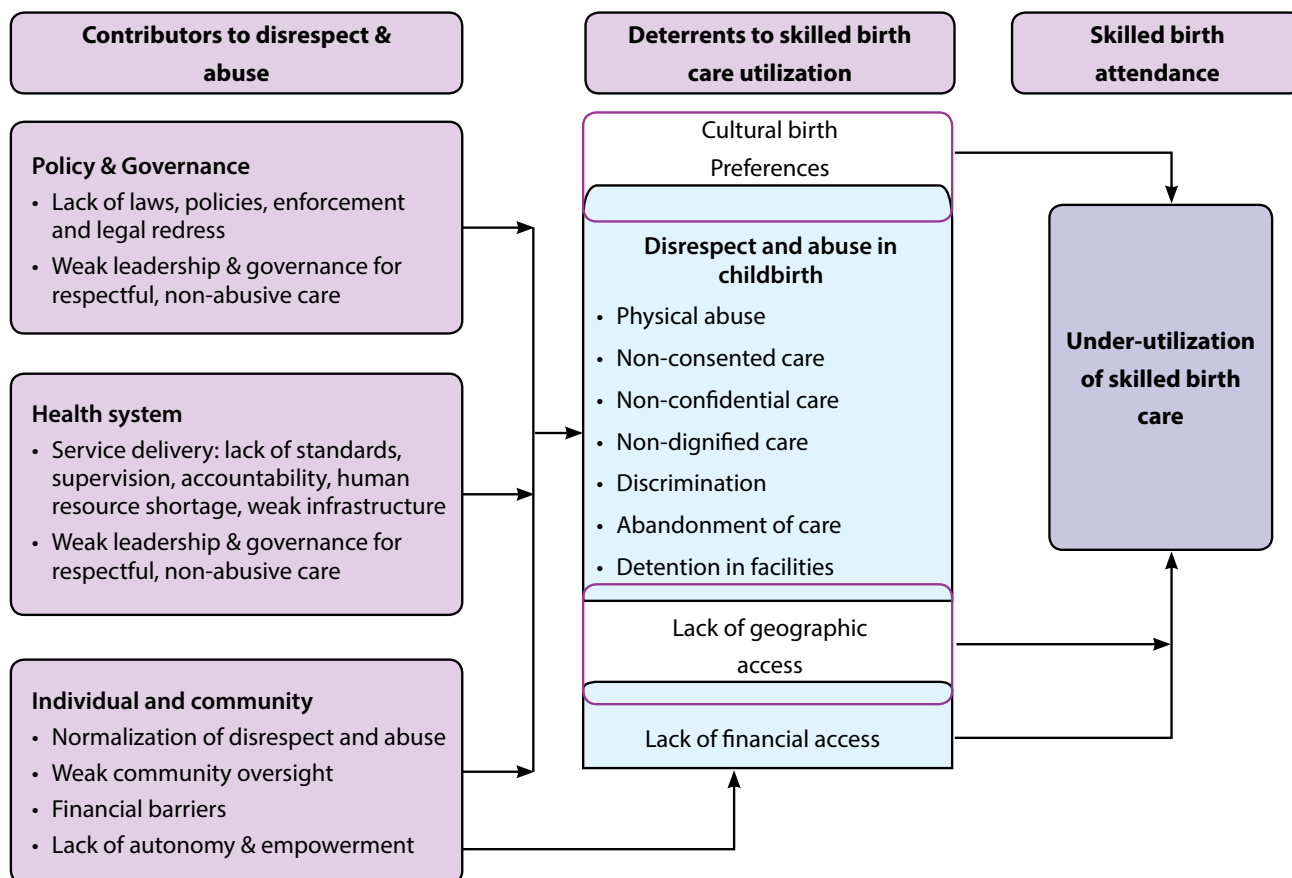 Contributors to disrespect &
abuse
Deterrents to skilled birth
care utilization
Skilled birth
attendance
Policy & Governance
• Lack of laws, policies, enforcement
and legal redress
• Weak leadership & governance for
respectful, non-abusive care
Health system
• Service delivery: lack of standards,
supervision, accountability, human
resource shortage, weak infrastructure
• Weak leadership & governance for
respectful, non-abusive care
Individual and community
• Normalization of disrespect and abuse
• Weak community oversight
• Financial barriers
• Lack of autonomy & empowerment
Cultural birth
Preferences
Disrespect and abuse in
childbirth
• Physical abuse
• Non-consented care
• Non-confidential care
• Non-dignified care
• Discrimination
• Abandonment of care
• Detention in facilities
Lack of geographic
access
Lack of financial access
Under-utilization
of skilled birth
care